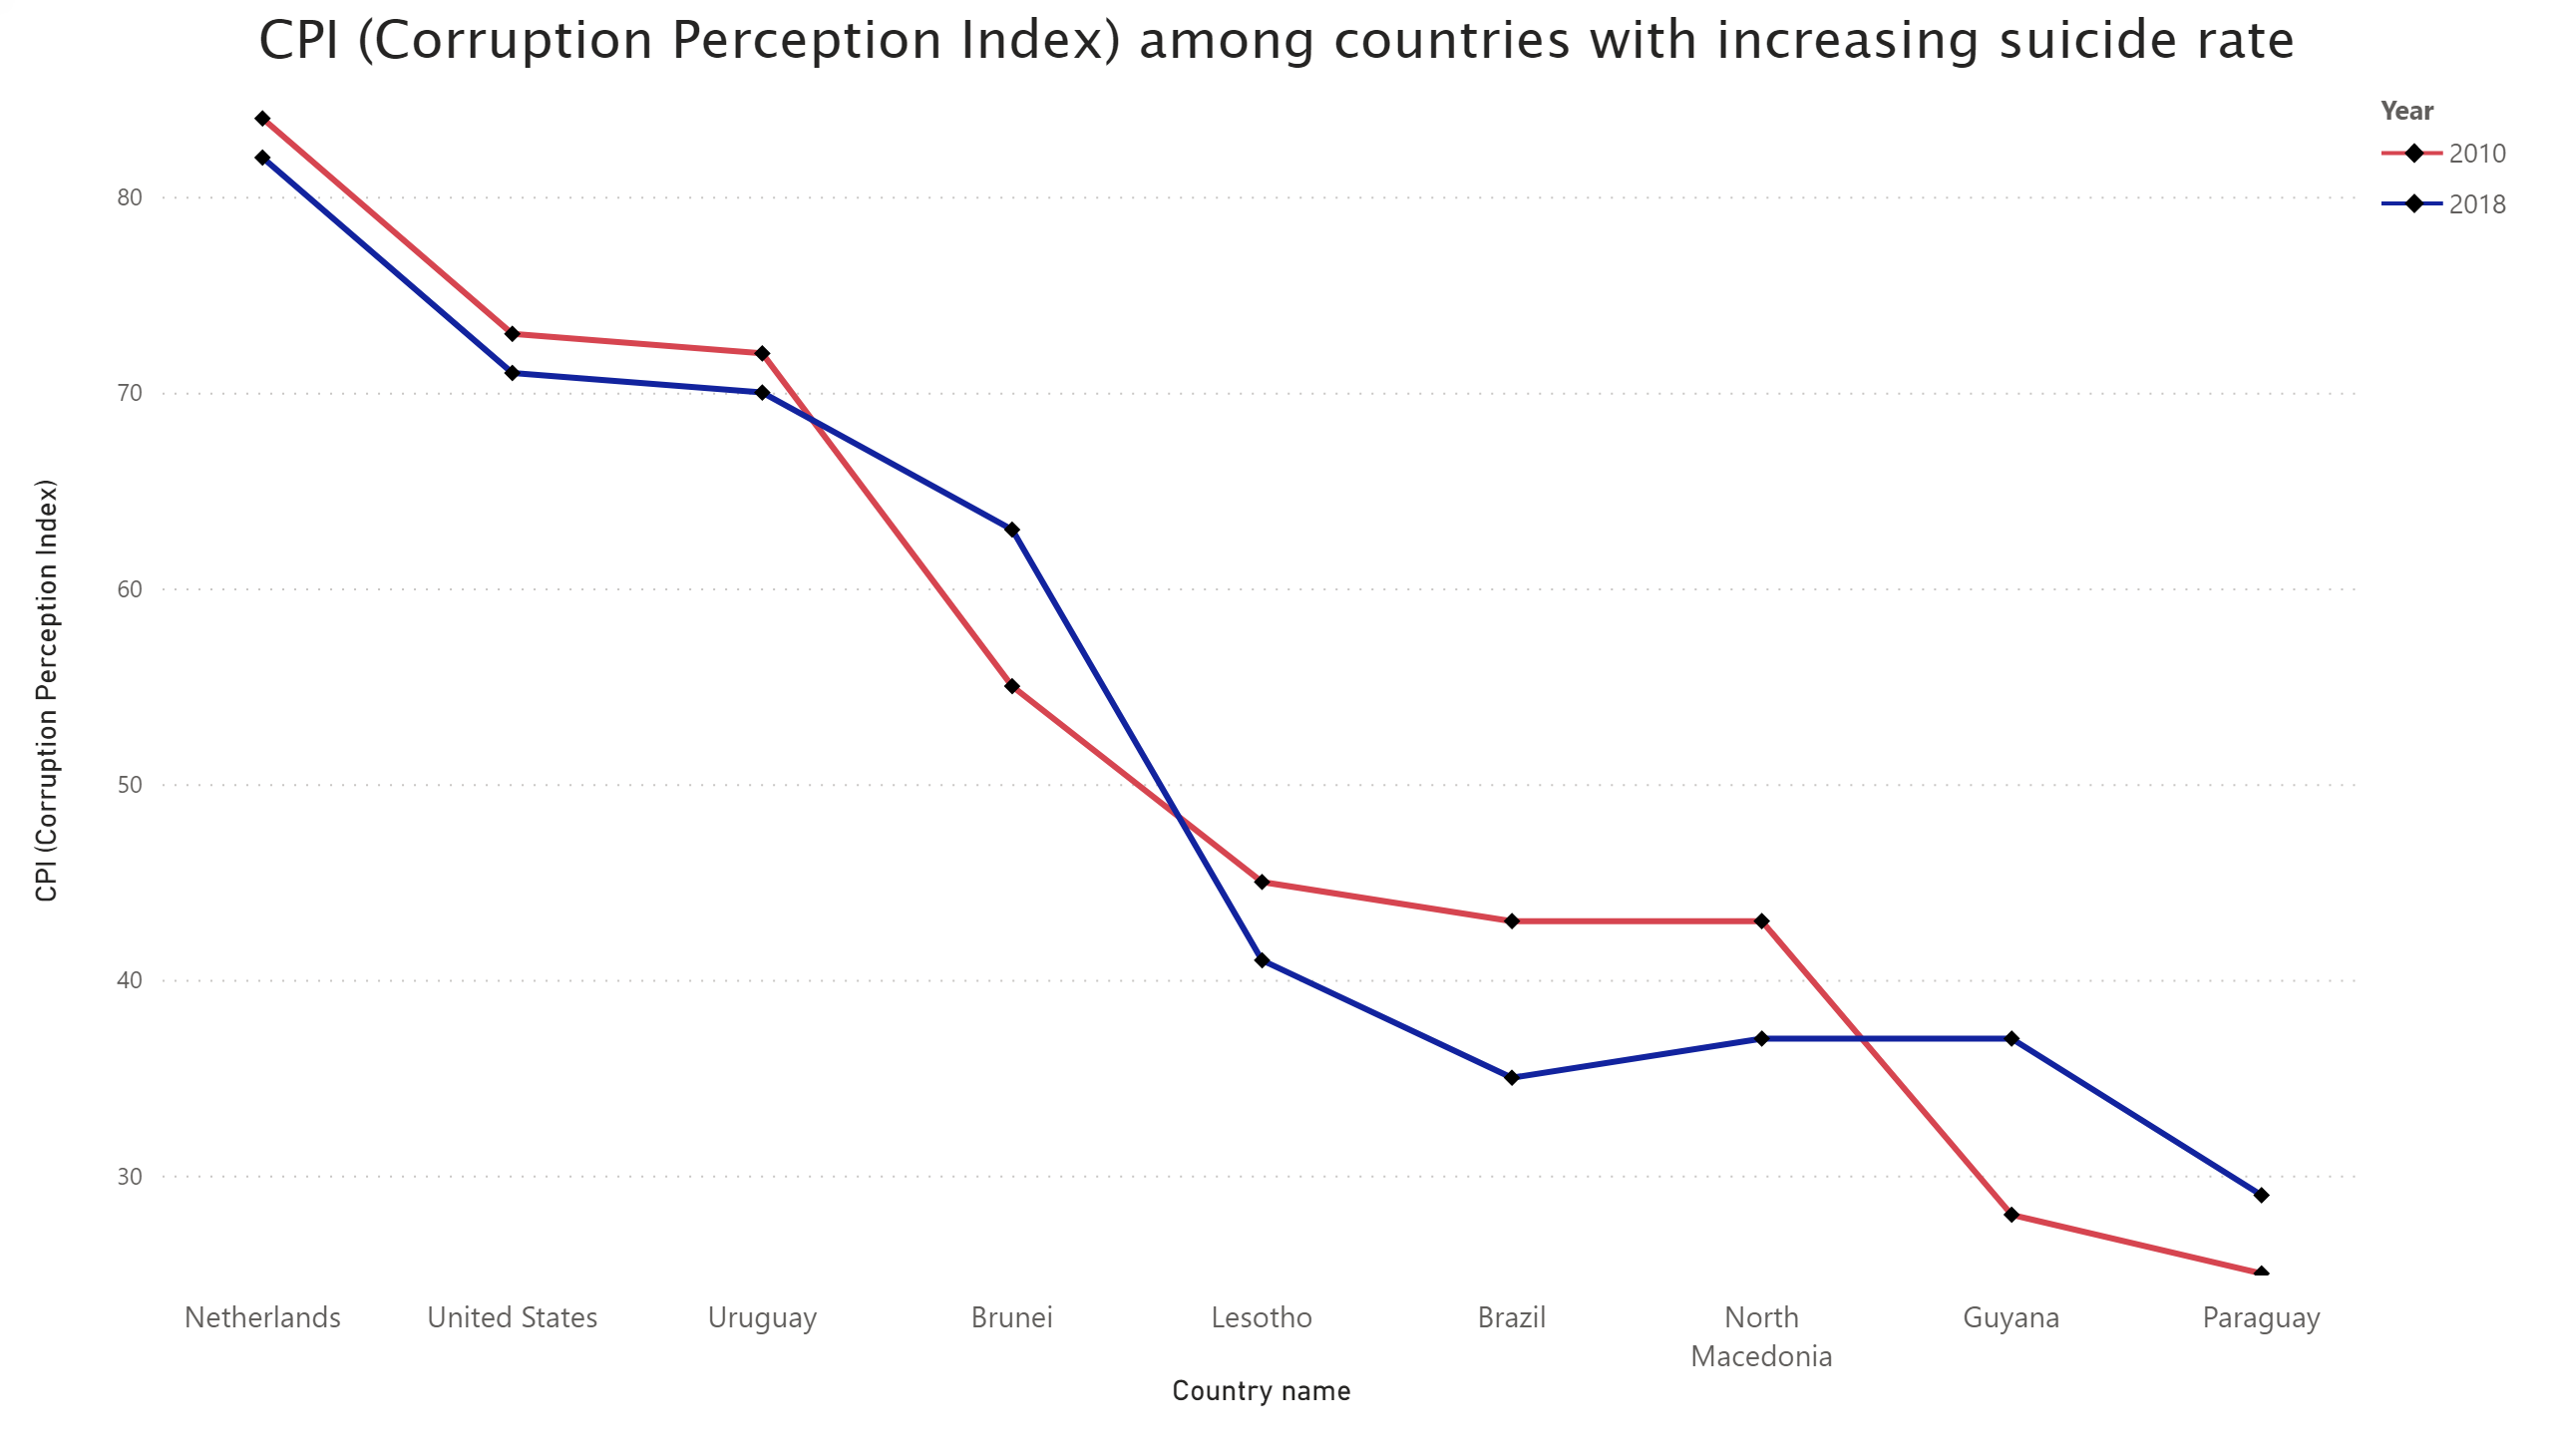 CPI (Corruption Perception Index) among countries with increasing suicide rate
Year
2010
2018
CPI (Corruption Perception Index)
80
70
60
50
40
30
Netherlands
United States
Uruguay
Brunei
Lesotho
Brazil
North
Macedonia
Guyana
Paraguay
Country name